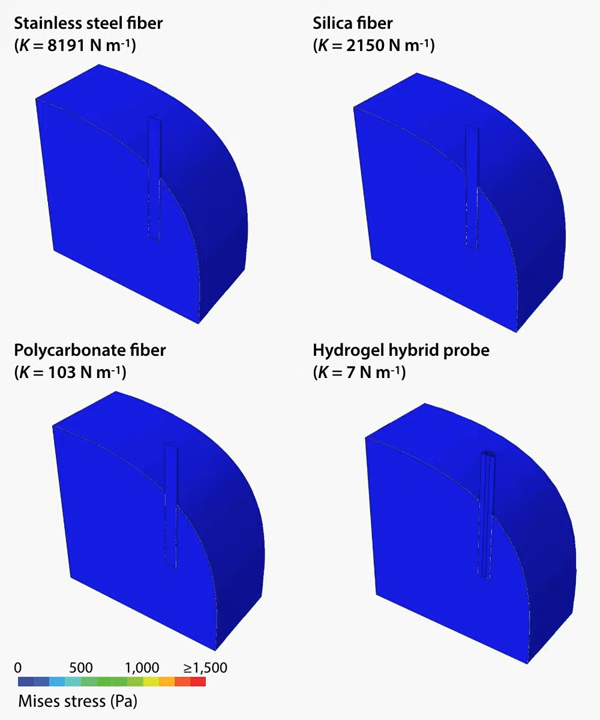 Stainless steel fiber
(K = 8191 N m-1)
Silica fiber
(K = 2150 N m-1)
Polycarbonate fiber
(K = 103 N m-1)
Hydrogel hybrid probe
(K = 7 N m-1)
0 500 1,000 ≥1,500
Mises stress (Pa)